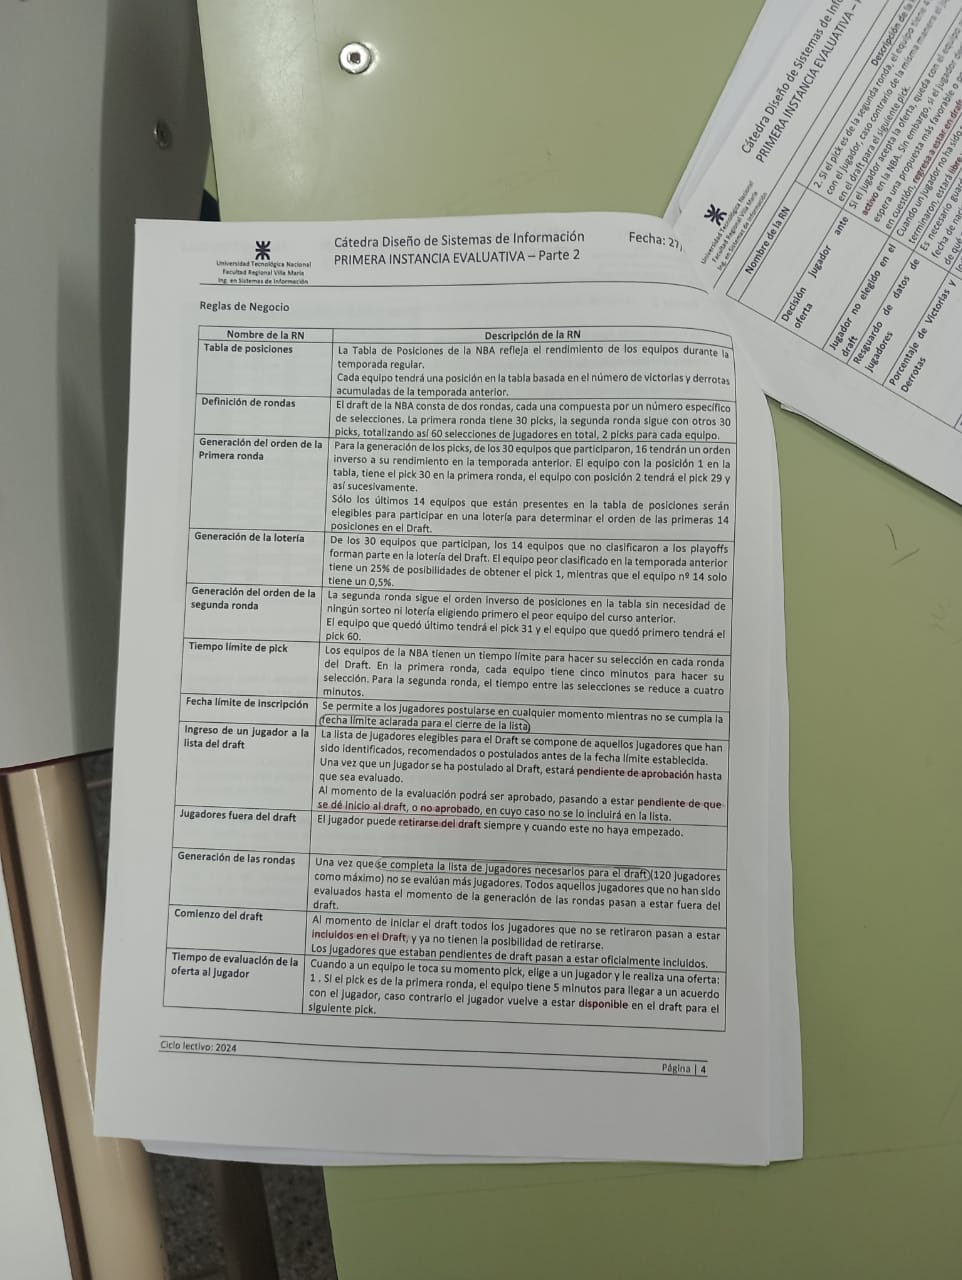 Universidad Tecnológica Nacional
Facultad Regional Villa María
Ing. en Sistemas de Información
Cátedra Diseño de Sistemas de Información
PRIMERA INSTANCIA EVALUATIVA – Parte 2
Fecha: 27
Reglas de Negocio
Nombre de la RN
Descripción de la RN
Tabla de posiciones
La Tabla de Posiciones de la NBA refleja el rendimiento de los equipos durante la
temporada regular.
Cada equipo tendrá una posición en la tabla basada en el número de victorias y derrotas
acumuladas de la temporada anterior.
Definición de rondas
El draft de la NBA consta de dos rondas, cada una compuesta por un número específico
de selecciones. La primera ronda tiene 30 picks, la segunda ronda sigue con otros 30
picks, totalizando así 60 selecciones de jugadores en total, 2 picks para cada equipo.
Generación del orden de la
Primera ronda
Para la generación de los picks, de los 30 equipos que participaron, 16 tendrán un orden
inverso a su rendimiento en la temporada anterior. El equipo con la posición 1 en la
tabla, tiene el pick 30 en la primera ronda, el equipo con posición 2 tendrá el pick 29 y
así sucesivamente.
Sólo los últimos 14 equipos que están presentes en la tabla de posiciones serán
elegibles para participar en una lotería para determinar el orden de las primeras 14
posiciones en el Draft.
Generación de la lotería
De los 30 equipos que participan, los 14 equipos que no clasificaron a los playoffs
forman parte en la lotería del Draft. El equipo peor clasificado en la temporada anterior
tiene un 25% de posibilidades de obtener el pick 1, mientras que el equipo nº 14 solo
tiene un 0,5%.
Generación del orden de la
segunda ronda
La segunda ronda sigue el orden inverso de posiciones en la tabla sin necesidad de
ningún sorteo ni lotería eligiendo primero el peor equipo del curso anterior.
El equipo que quedó último tendrá el pick 31 y el equipo que quedó primero tendrá el
pick 60.
Tiempo límite de pick
Los equipos de la NBA tienen un tiempo límite para hacer su selección en cada ronda
del Draft. En la primera ronda, cada equipo tiene cinco minutos para hacer su
selección. Para la segunda ronda, el tiempo entre las selecciones se reduce a cuatro
minutos.
Fecha límite de inscripción
Se permite a los jugadores postularse en cualquier momento mientras no se cumpla la
fecha límite aclarada para el cierre de la lista
Ingreso de un jugador a la
lista del draft
La lista de jugadores elegibles para el Draft se compone de aquellos jugadores que han
sido identificados, recomendados o postulados antes de la fecha límite establecida.
Una vez que un jugador se ha postulado al Draft, estará pendiente de aprobación hasta
que sea evaluado.
Al momento de la evaluación podrá ser aprobado, pasando a estar pendiente de que
se dé inicio al draft, o no aprobado, en cuyo caso no se lo incluirá en la lista.
Jugadores fuera del draft
El jugador puede retirarse del draft siempre y cuando este no haya empezado.
Generación de las rondas
Una vez que se completa la lista de jugadores necesarios para el draft (120 jugadores
como máximo) no se evalúan más jugadores. Todos aquellos jugadores que no han sido
evaluados hasta el momento de la generación de las rondas pasan a estar fuera del
draft.
Comienzo del draft
Al momento de iniciar el draft todos los jugadores que no se retiraron pasan a estar
incluidos en el Draft, y ya no tienen la posibilidad de retirarse.
Los jugadores que estaban pendientes de draft pasan a estar oficialmente incluidos.
Tiempo de evaluación de la
oferta al jugador
Cuando a un equipo le toca su momento pick, elige a un jugador y le realiza una oferta:
1 . Si el pick es de la primera ronda, el equipo tiene 5 minutos para llegar a un acuerdo
con el jugador, caso contrario el jugador vuelve a estar disponible en el draft para el
siguiente pick.
Ciclo lectivo: 2024
Página | 4
Universidad Tecnológica Nacional
Facultad Regional Villa María
Ing. en Sistemas de Información
Cátedra Diseño de Sistemas de
PRIMERA INSTANCIA EVALUATIVA –
Nombre de la RN
Descripción de la
2. Si el pick es de la segunda ronda, el equipo tiene
con el jugador, caso contrario de la misma manera el
en el draft para el siguiente pick.
Decisión jugador ante
oferta
Si el jugador acepta la oferta, queda con el equipo
activo en la NBA. Sin embargo, si el jugador
espera una propuesta más favorable o
en cuestión, regresa a estar en draft
Jugador no elegido en el
draft
Cuando un jugador no ha sido
terminaron, estará libre
Resguardo de datos de
jugadores
Es necesario
fecha de
de qué
Porcentaje de Victorias y
Derrotas